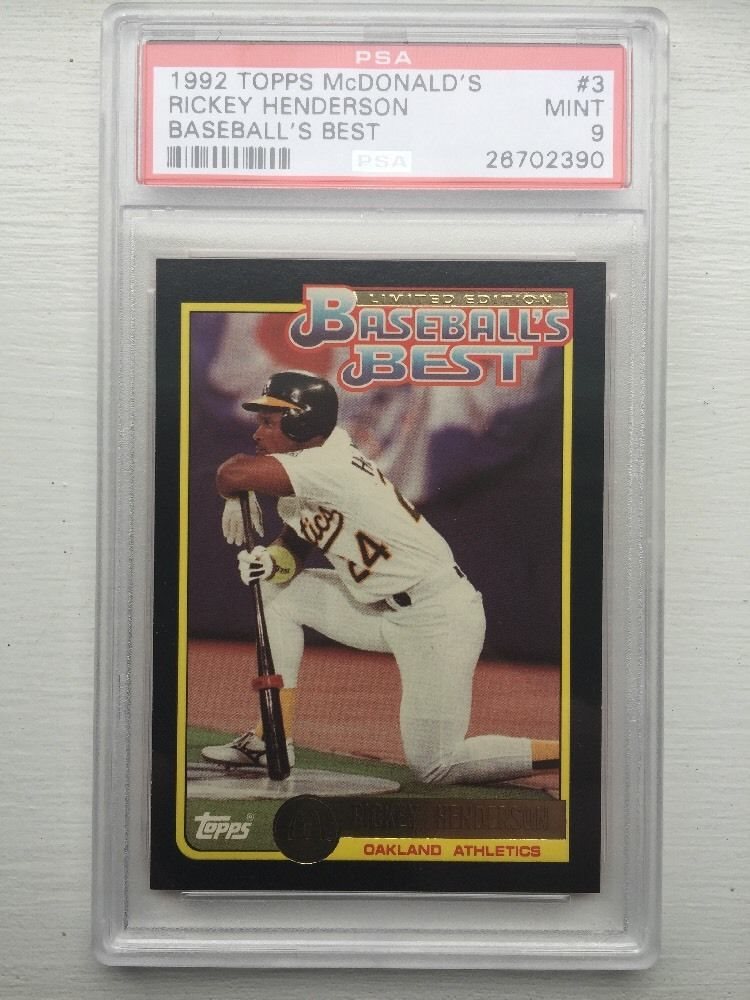 PSA
1992 TOPPS McDONALD'S #3
RICKEY HENDERSON MINT
BASEBALL'S BEST 9
PSA 26702390
LIMITED EDITION
BASEBALL'S
BEST
tics
24
topps®
RICKEY HENDERSON
OAKLAND ATHLETICS